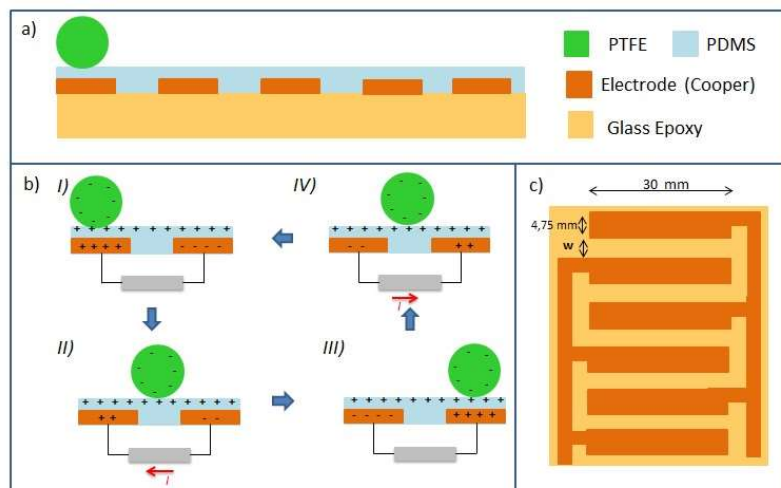 a)
PTFE
PDMS
Electrode (Cooper)
Glass Epoxy
b)
I)
- - - - - - -
+ + + + + + + + + + +
+ + + + - - - -
IV)
- - - - - - -
+ + + + + + + + + + +
- - + +
i
II)
- - - - - - -
+ + + + + + + + + + +
+ + - -
i
III)
- - - - - - -
+ + + + + + + + + + +
- - - - + + + +
c)
30 mm
4,75 mm
w